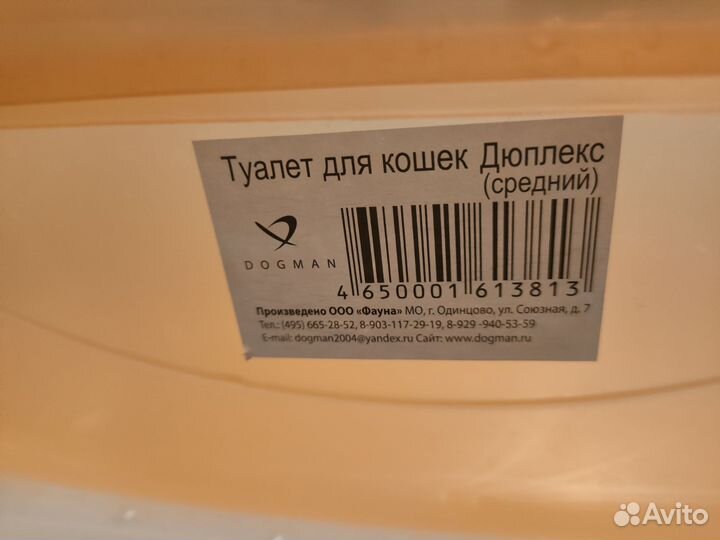 Туалет для кошек Дюплекс
(средний)
DOGMAN
4 650001 613813
Произведено ООО «Фауна» МО, г. Одинцово, ул. Союзная, д. 7
Тел.: (495) 665-28-52, 8-903-117-29-19, 8-929 -940-53-59
E-mail: dogman2004@yandex.ru Сайт: www.dogman.ru
Avito